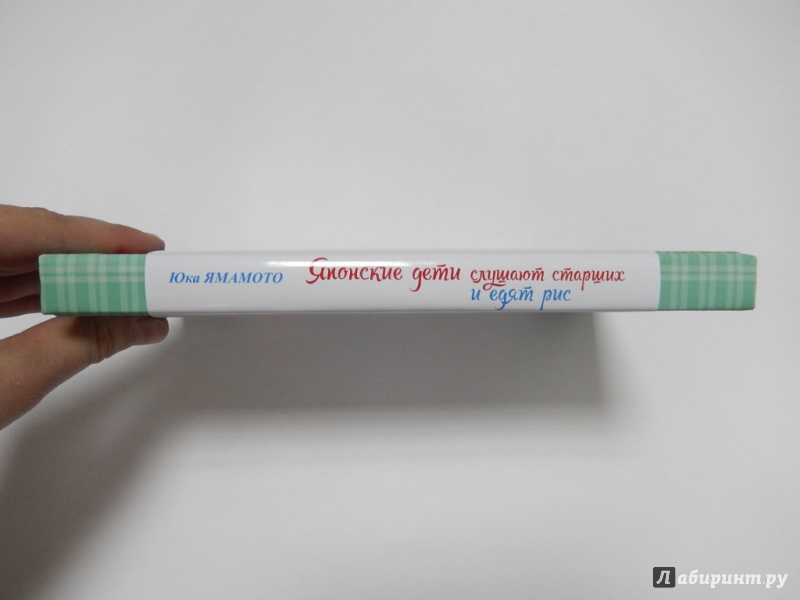 Юка ЯМАМОТО Японские дети слушают старших
и едят рис
Лабиринт.ру